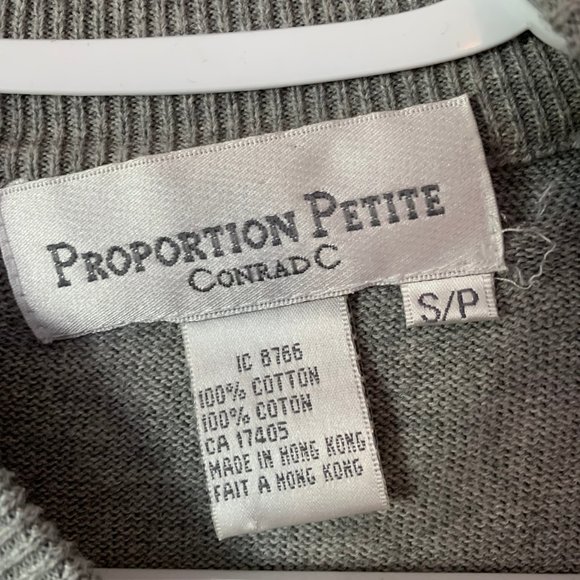 PROPORTION PETITE
CONRAD C
S/P
IC 8766
100% COTTON
100% COTON
CA 17405
MADE IN HONG KONG
FAIT A HONG KONG